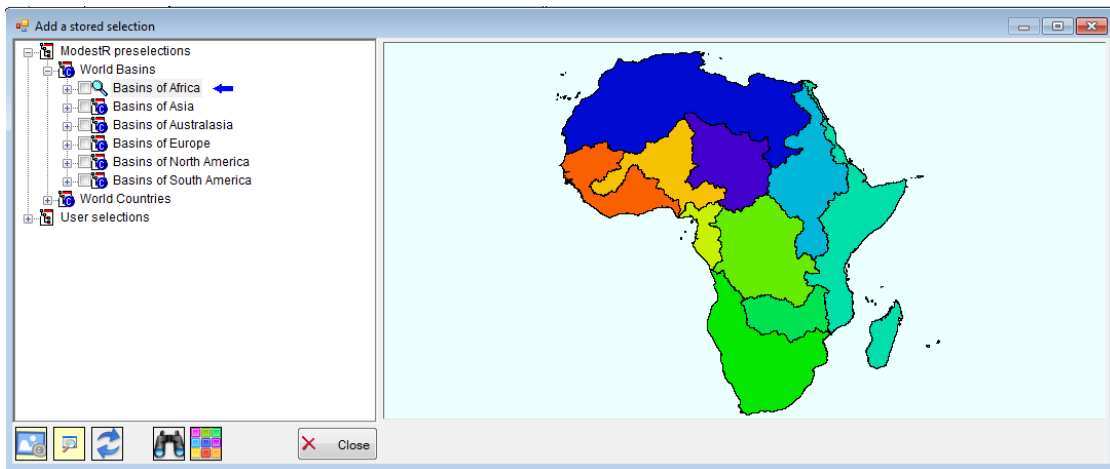 Add a stored selection
ModestR preselections
World Basins
Basins of Africa
Basins of Asia
Basins of Australasia
Basins of Europe
Basins of North America
Basins of South America
World Countries
User selections
Close